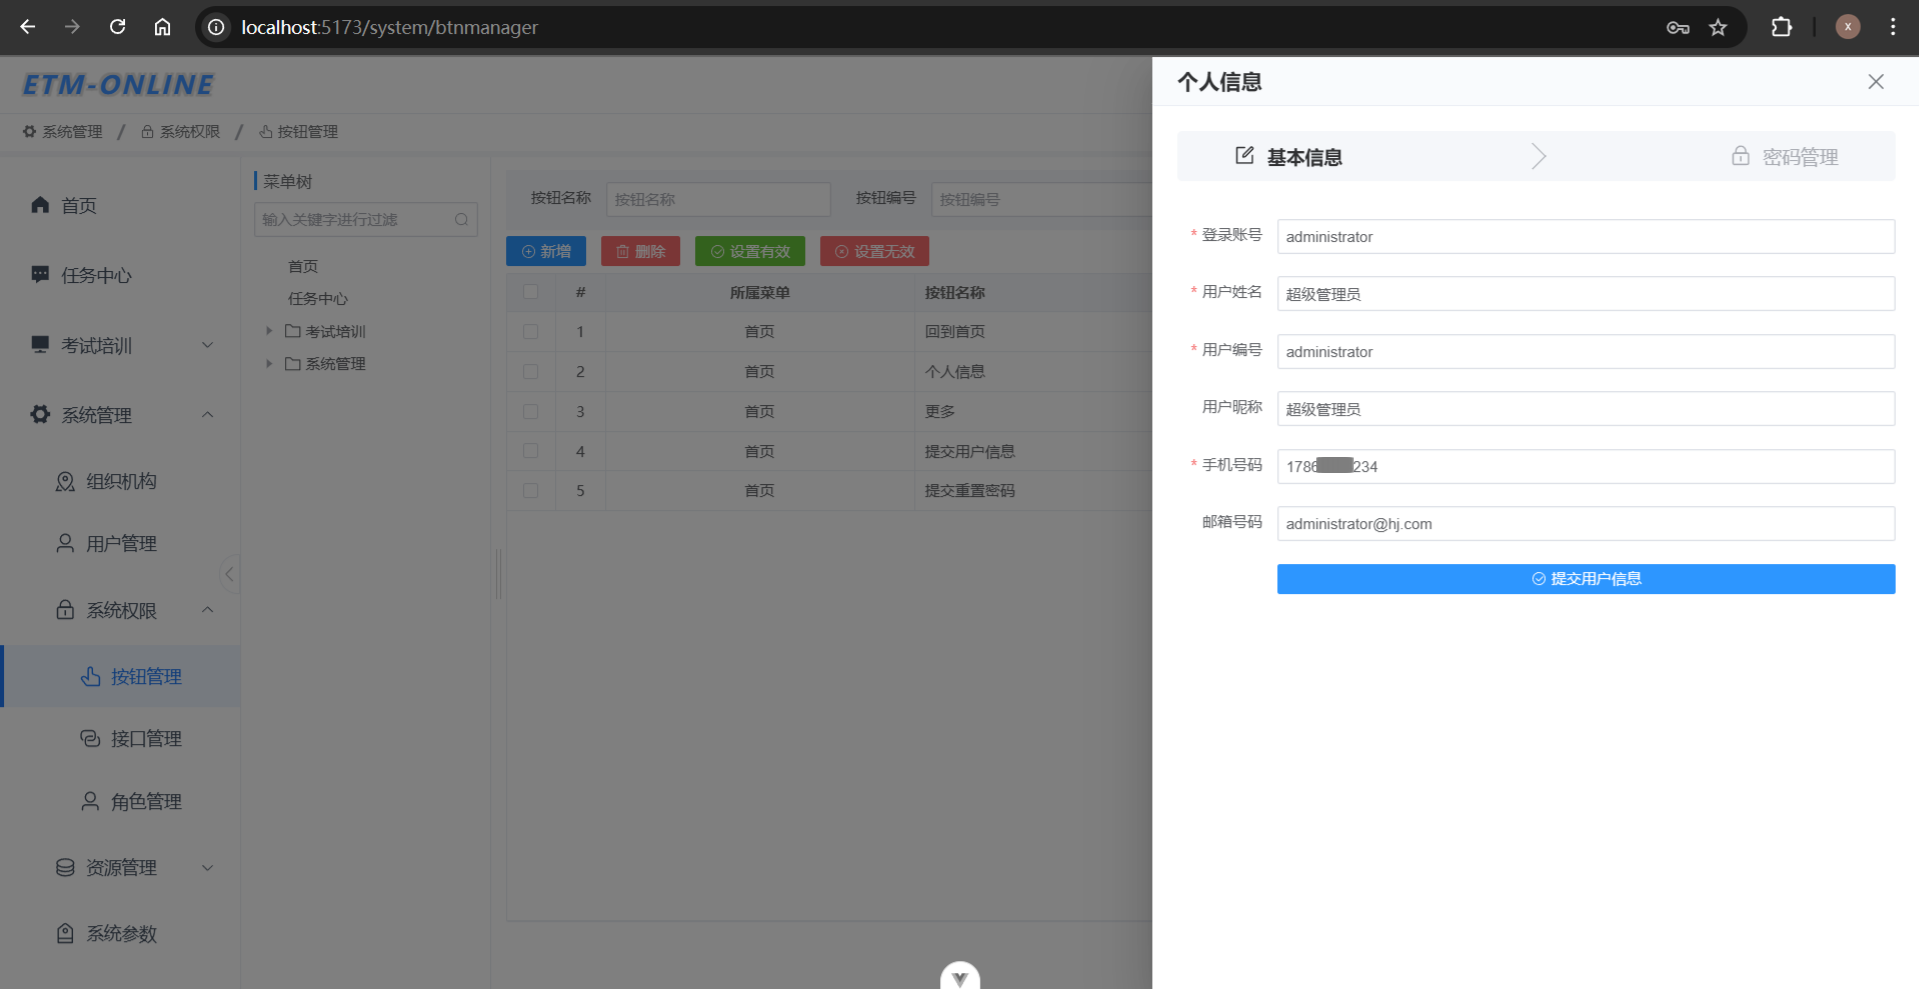 localhost:5173/system/btnmanager
ETM-ONLINE
系统管理 / 系统权限 / 按钮管理
首页
任务中心
考试培训
系统管理
组织机构
用户管理
系统权限
按钮管理
接口管理
角色管理
资源管理
系统参数
菜单树
输入关键字进行过滤
首页
任务中心
考试培训
系统管理
按钮名称 按钮名称 按钮编号 按钮编号
新增 删除 设置有效 设置无效
# 所属菜单 按钮名称
1 首页 回到首页
2 首页 个人信息
3 首页 更多
4 首页 提交用户信息
5 首页 提交重置密码
个人信息
基本信息 密码管理
* 登录账号 administrator
* 用户姓名 超级管理员
* 用户编号 administrator
用户昵称 超级管理员
* 手机号码 1786 234
邮箱号码 administrator@hj.com
提交用户信息
X